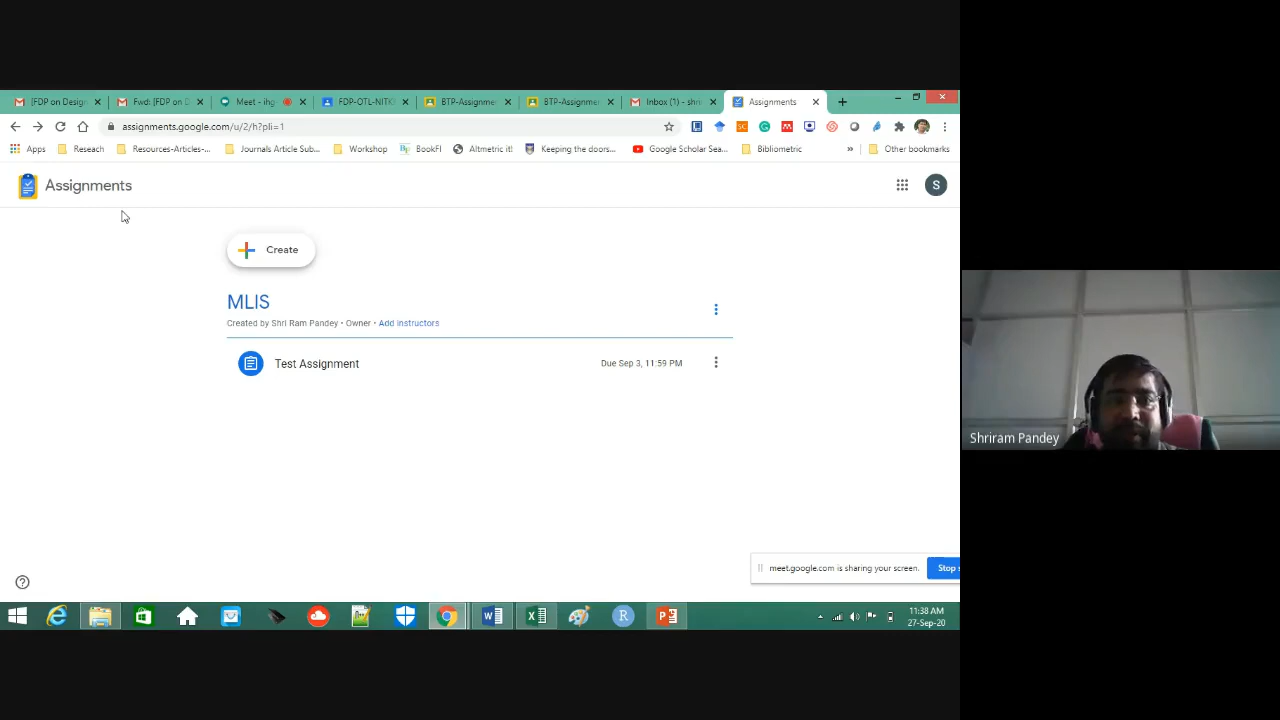 [FDP on Design
Fwd: [FDP on D
Meet - ihg
FDP-OTL-NITK
BTP-Assignme
BTP-Assignme
Inbox (1) - shri
Assignments
assignments.google.com/u/2/h?pli=1
Apps
Reseach
Resources-Articles-...
Journals Article Sub...
Workshop
BookFI
Altmetric it!
Keeping the doors...
Google Scholar Sea...
Bibliometric
»
Other bookmarks
Assignments
S
Create
MLIS
Created by Shri Ram Pandey • Owner • Add instructors
Test Assignment
Due Sep 3, 11:59 PM
Shriram Pandey
meet.google.com is sharing your screen.
Stop s
11:38 AM
27-Sep-20